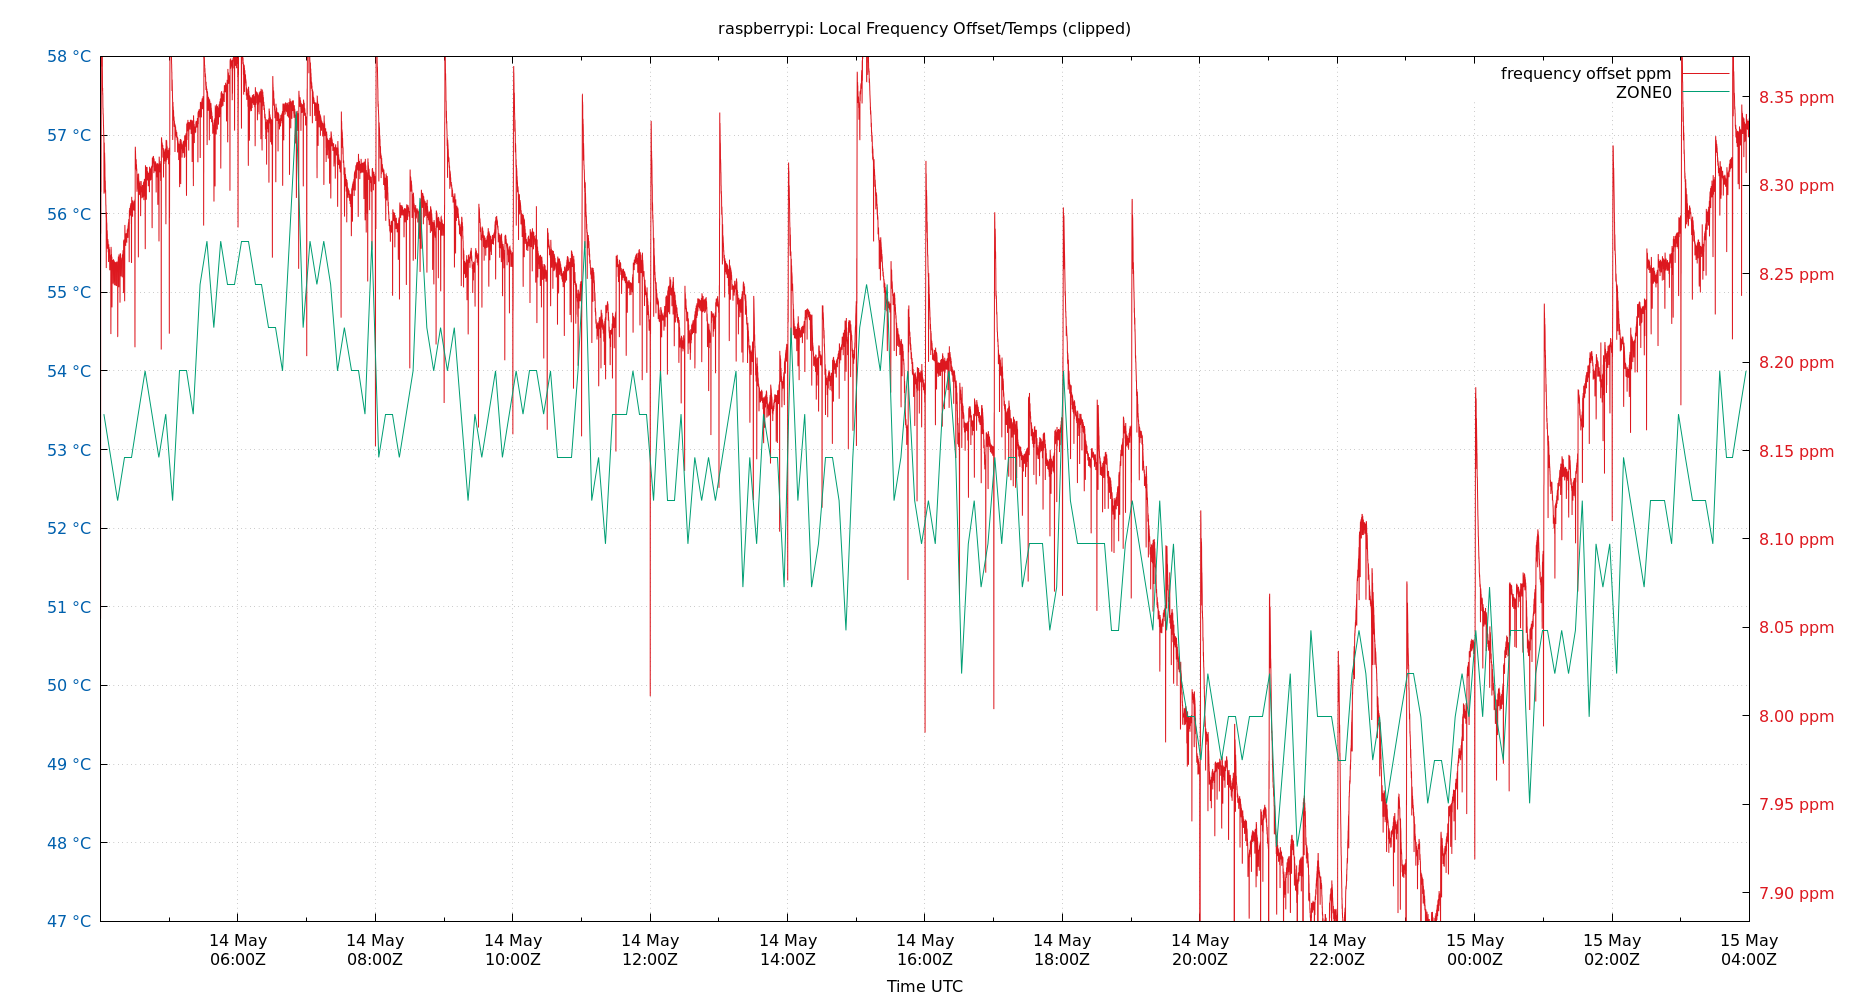 raspberrypi: Local Frequency Offset/Temps (clipped)
frequency offset ppm
ZONE0
58 °C
57 °C
56 °C
55 °C
54 °C
53 °C
52 °C
51 °C
50 °C
49 °C
48 °C
47 °C
8.35 ppm
8.30 ppm
8.25 ppm
8.20 ppm
8.15 ppm
8.10 ppm
8.05 ppm
8.00 ppm
7.95 ppm
7.90 ppm
14 May 14 May 14 May 14 May 14 May 14 May 14 May 14 May 14 May 15 May 15 May 15 May
06:00Z 08:00Z 10:00Z 12:00Z 14:00Z 16:00Z 18:00Z 20:00Z 22:00Z 00:00Z 02:00Z 04:00Z
Time UTC